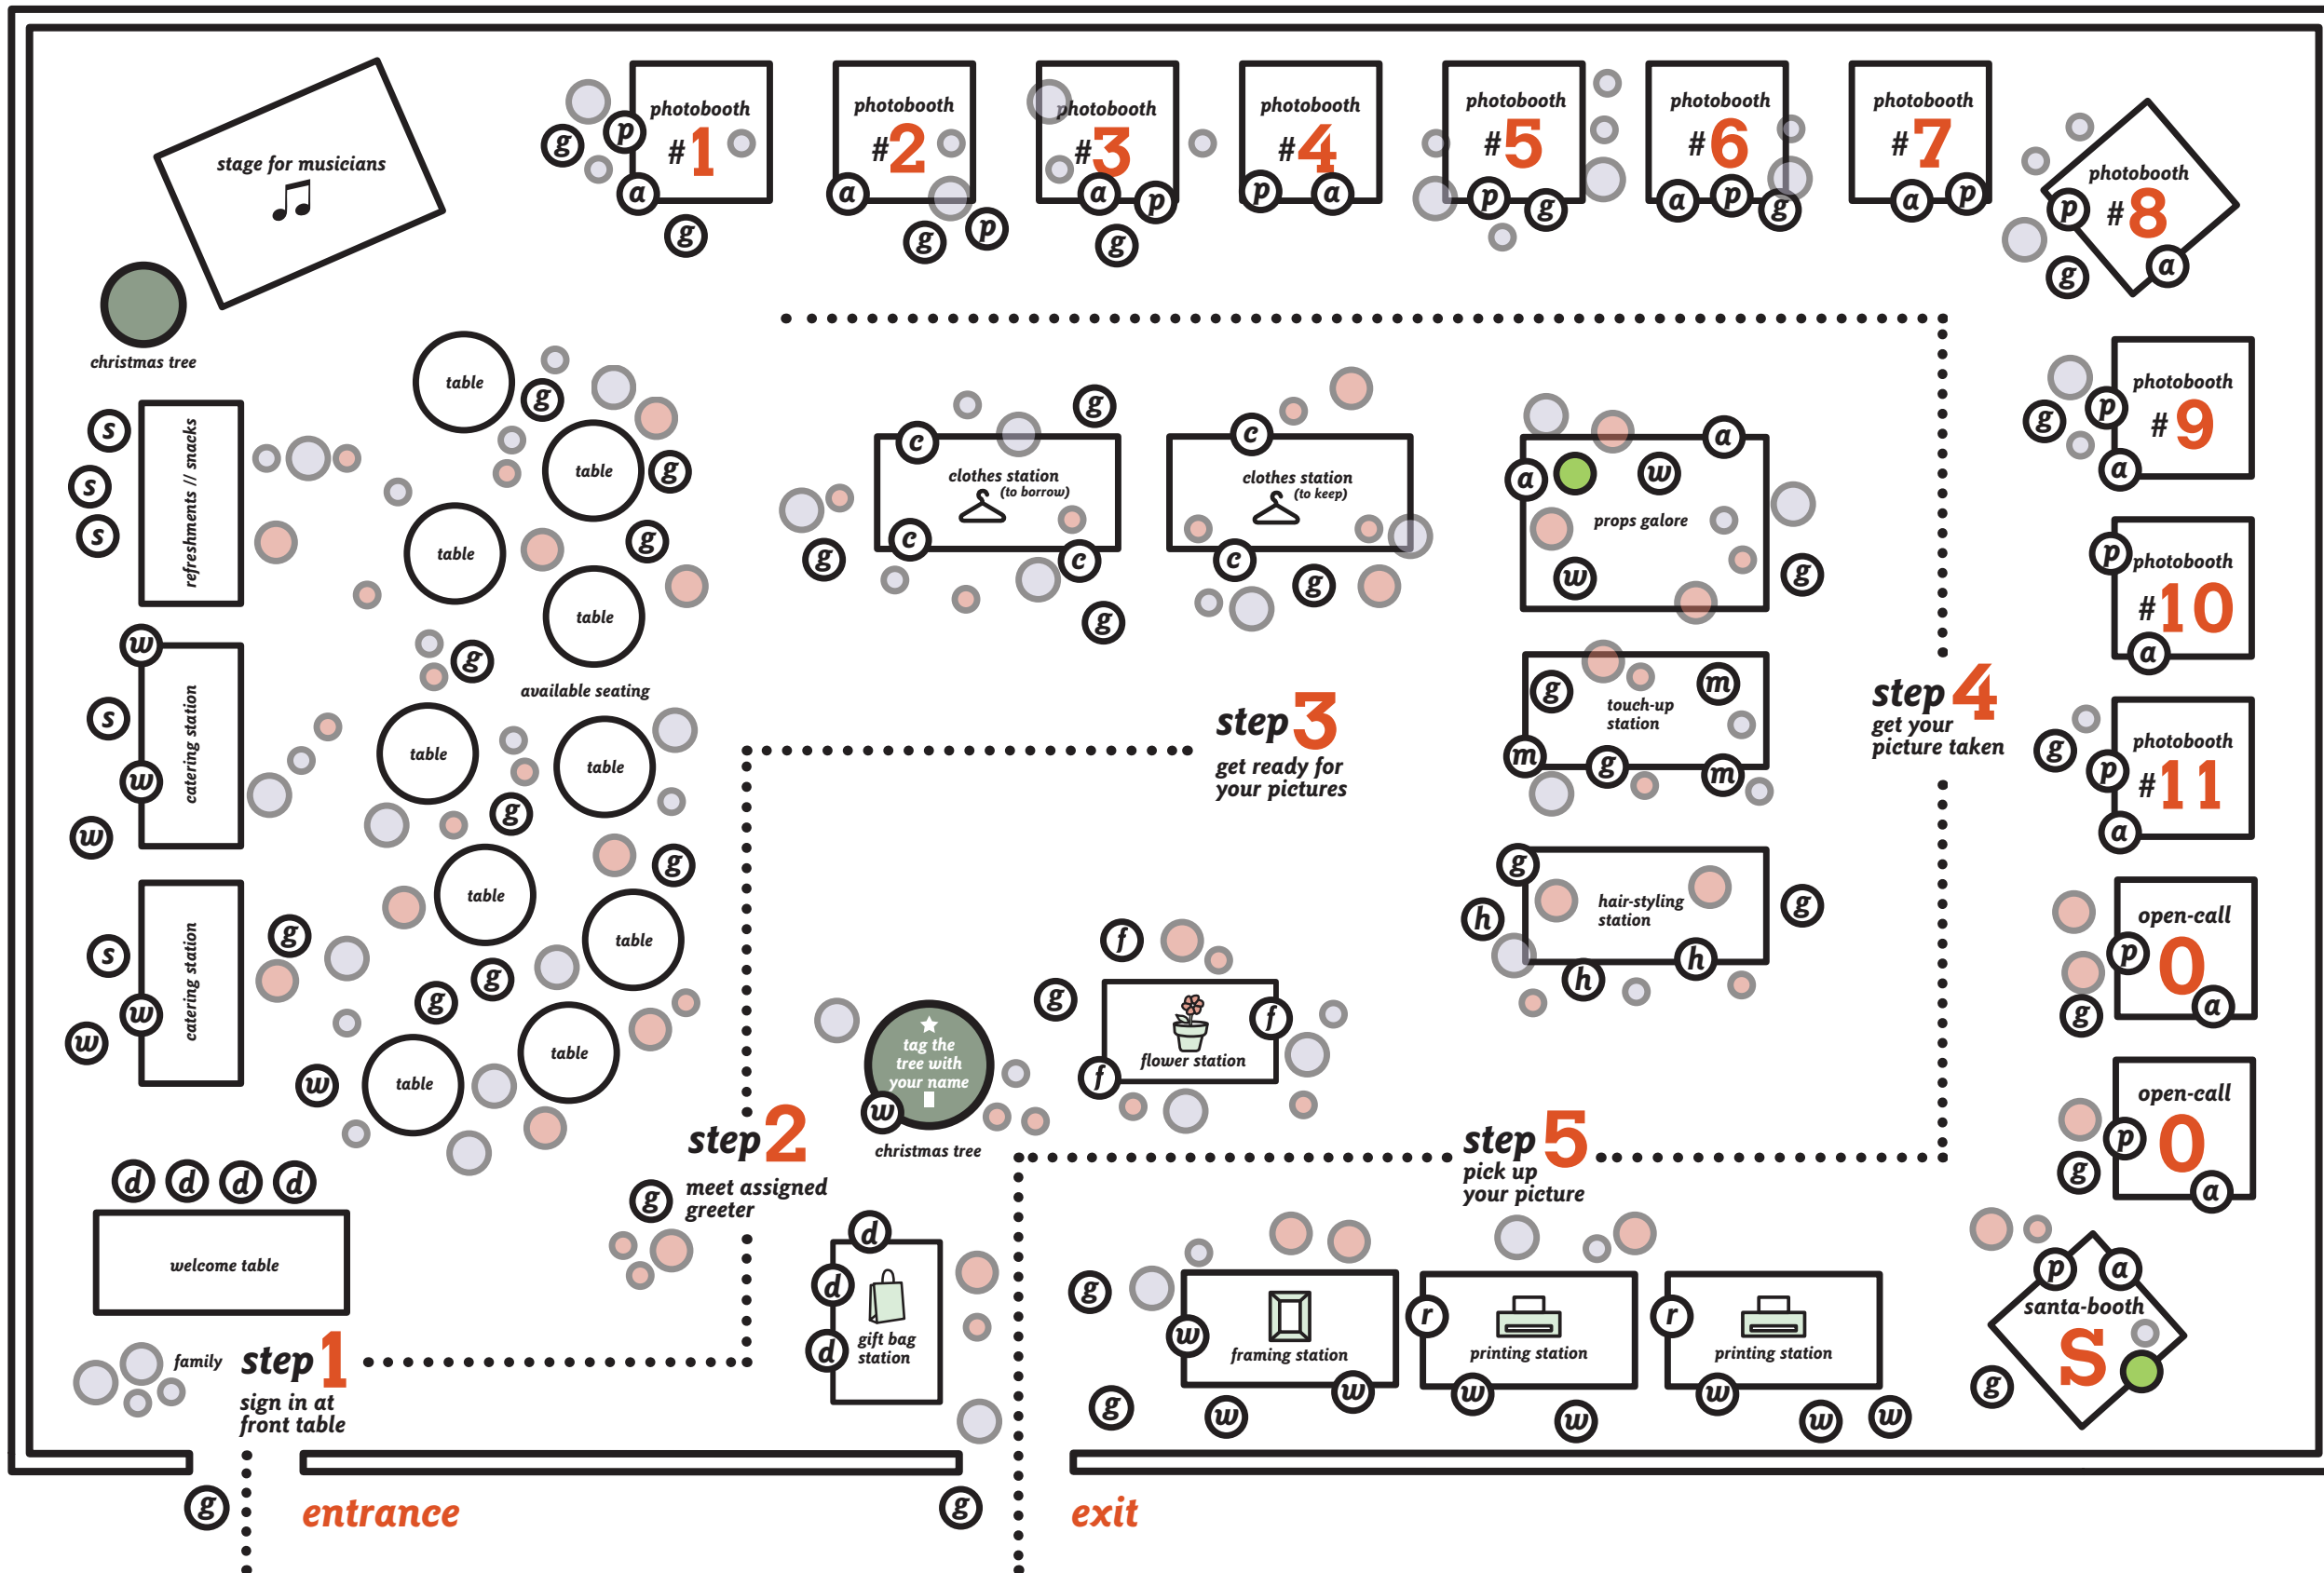 stage for musicians
christmas tree
photobooth
#1
g
p
a
g
photobooth
#2
a
g
p
photobooth
#3
a
p
g
photobooth
#4
p
a
photobooth
#5
p
g
photobooth
#6
a
p
g
photobooth
#7
a
p
photobooth
#8
p
a
g
photobooth
#9
g
p
a
photobooth
#10
p
a
photobooth
#11
g
p
a
open-call
0
p
g
a
open-call
0
p
g
a
santa-booth
S
p
a
g
refreshments // snacks
s
s
s
catering station
w
s
w
w
catering station
s
w
w
table
g
table
g
table
g
table
g
available seating
table
table
g
table
g
table
g
g
g
table
table
w
clothes station
(to borrow)
c
g
c
c
g
g
clothes station
(to keep)
c
c
g
props galore
a
a
w
w
g
touch-up
station
g
m
m
g
m
hair-styling
station
g
h
g
h
h
step 3
get ready for
your pictures
step 4
get your
picture taken
flower station
f
g
f
f
tag the
tree with
your name
w
christmas tree
step 2
meet assigned
greeter
g
step 5
pick up
your picture
d d d d
welcome table
family
step 1
sign in at
front table
gift bag
station
d
d
d
framing station
g
w
w
g
w
printing station
r
w
w
printing station
r
w
w
w
g
entrance
g
exit